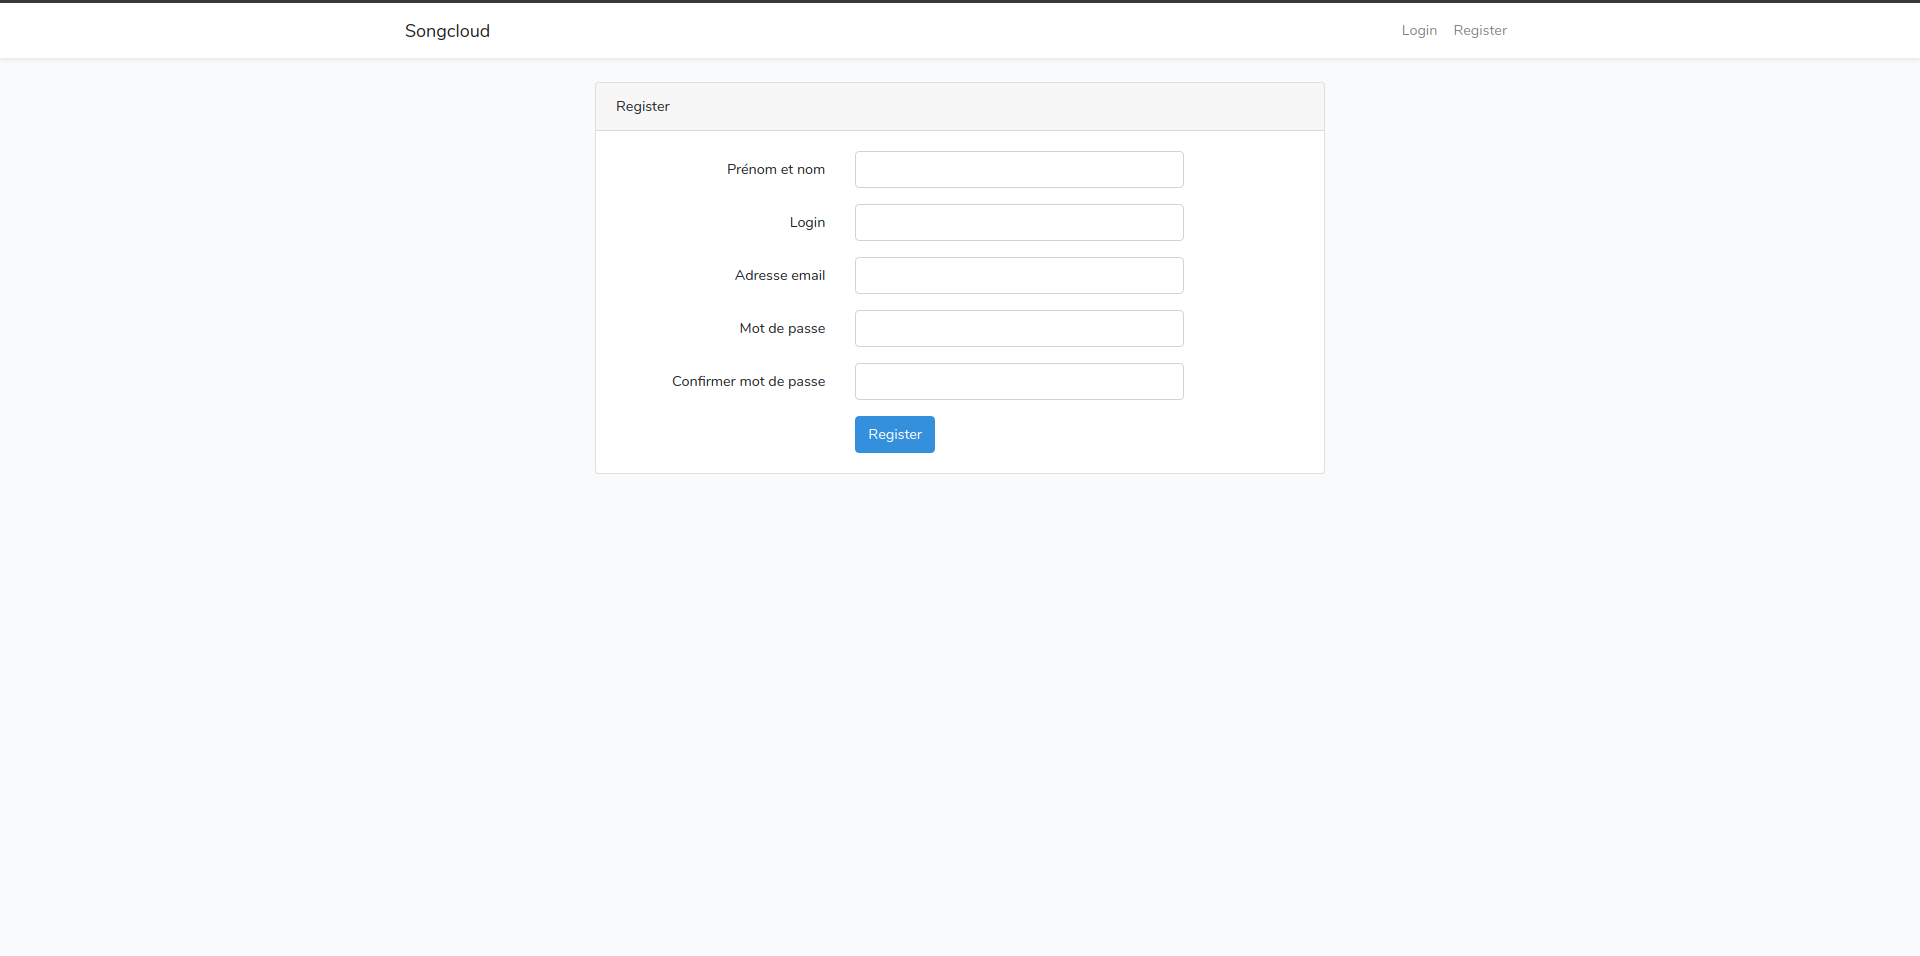 Songcloud
Login Register
Register
Prénom et nom
Login
Adresse email
Mot de passe
Confirmer mot de passe
Register